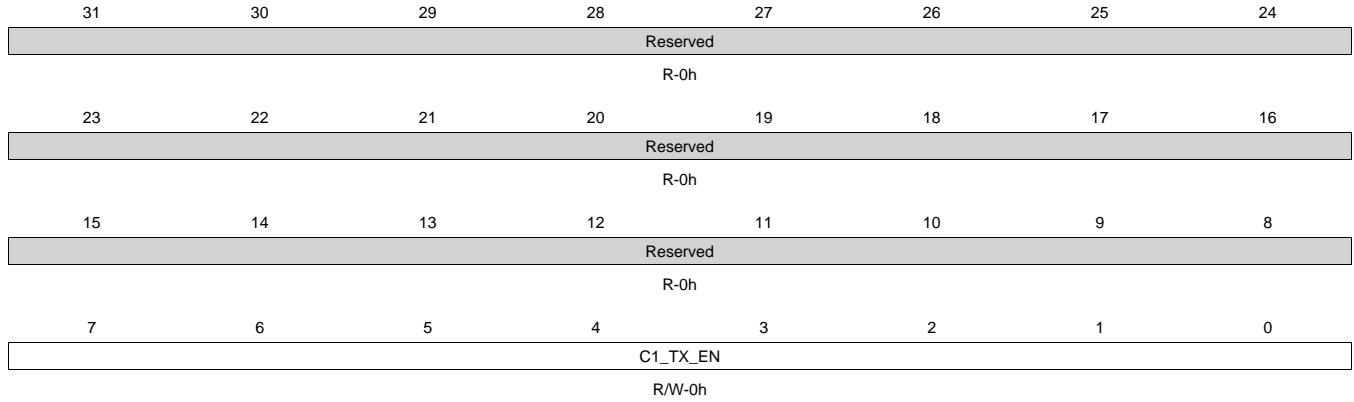 31 30 29 28 27 26 25 24
Reserved
R-0h
23 22 21 20 19 18 17 16
Reserved
R-0h
15 14 13 12 11 10 9 8
Reserved
R-0h
7 6 5 4 3 2 1 0
C1_TX_EN
R/W-0h